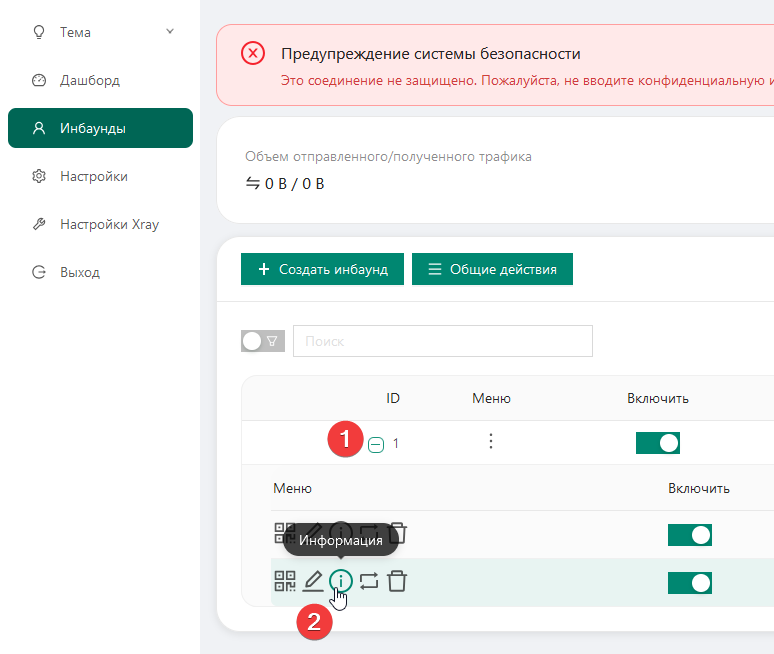 Тема
Дашборд
Инбаунды
Настройки
Настройки Xray
Выход
Предупреждение системы безопасности
Это соединение не защищено. Пожалуйста, не вводите конфиденциальную
Объем отправленного/полученного трафика
0 B / 0 B
Создать инбаунд
Общие действия
Поиск
ID Меню Включить
1 1
Меню Включить
Информация
2